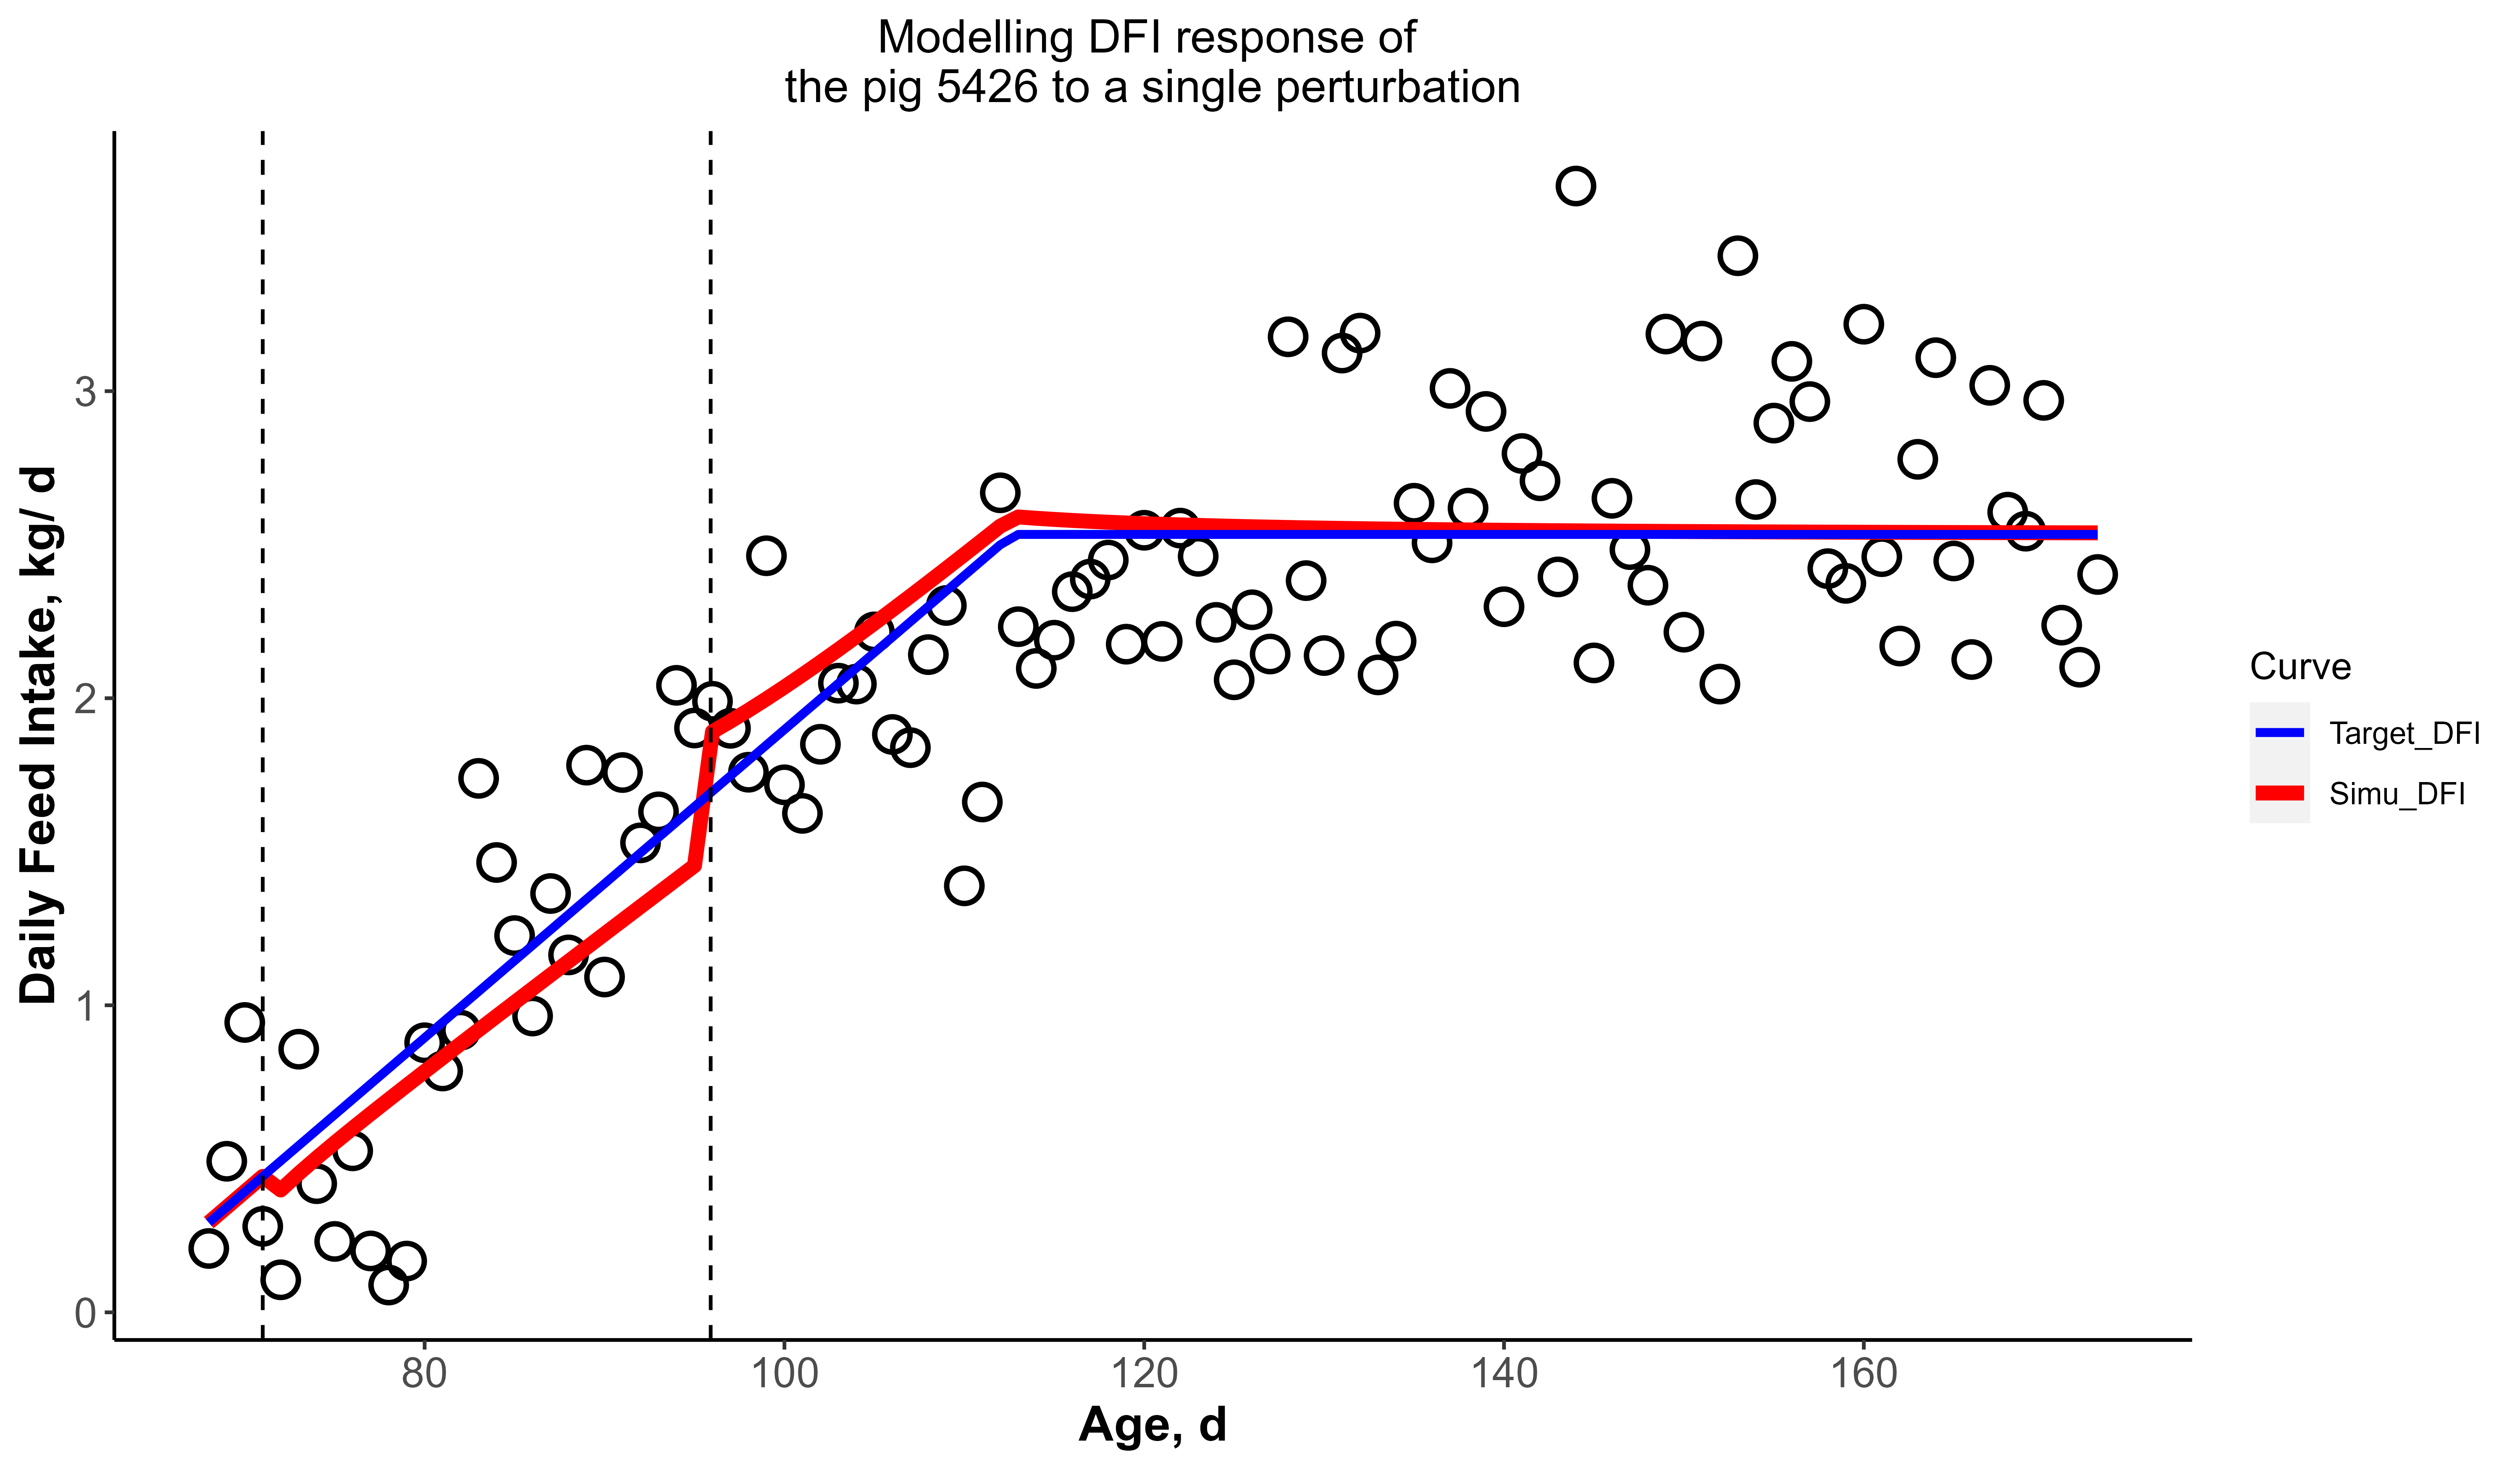 Modelling DFI response of
the pig 5426 to a single perturbation
Daily Feed Intake, kg/ d
3
2
1
0
80
100
120
140
160
Age, d
Curve
Target_DFI
Simu_DFI